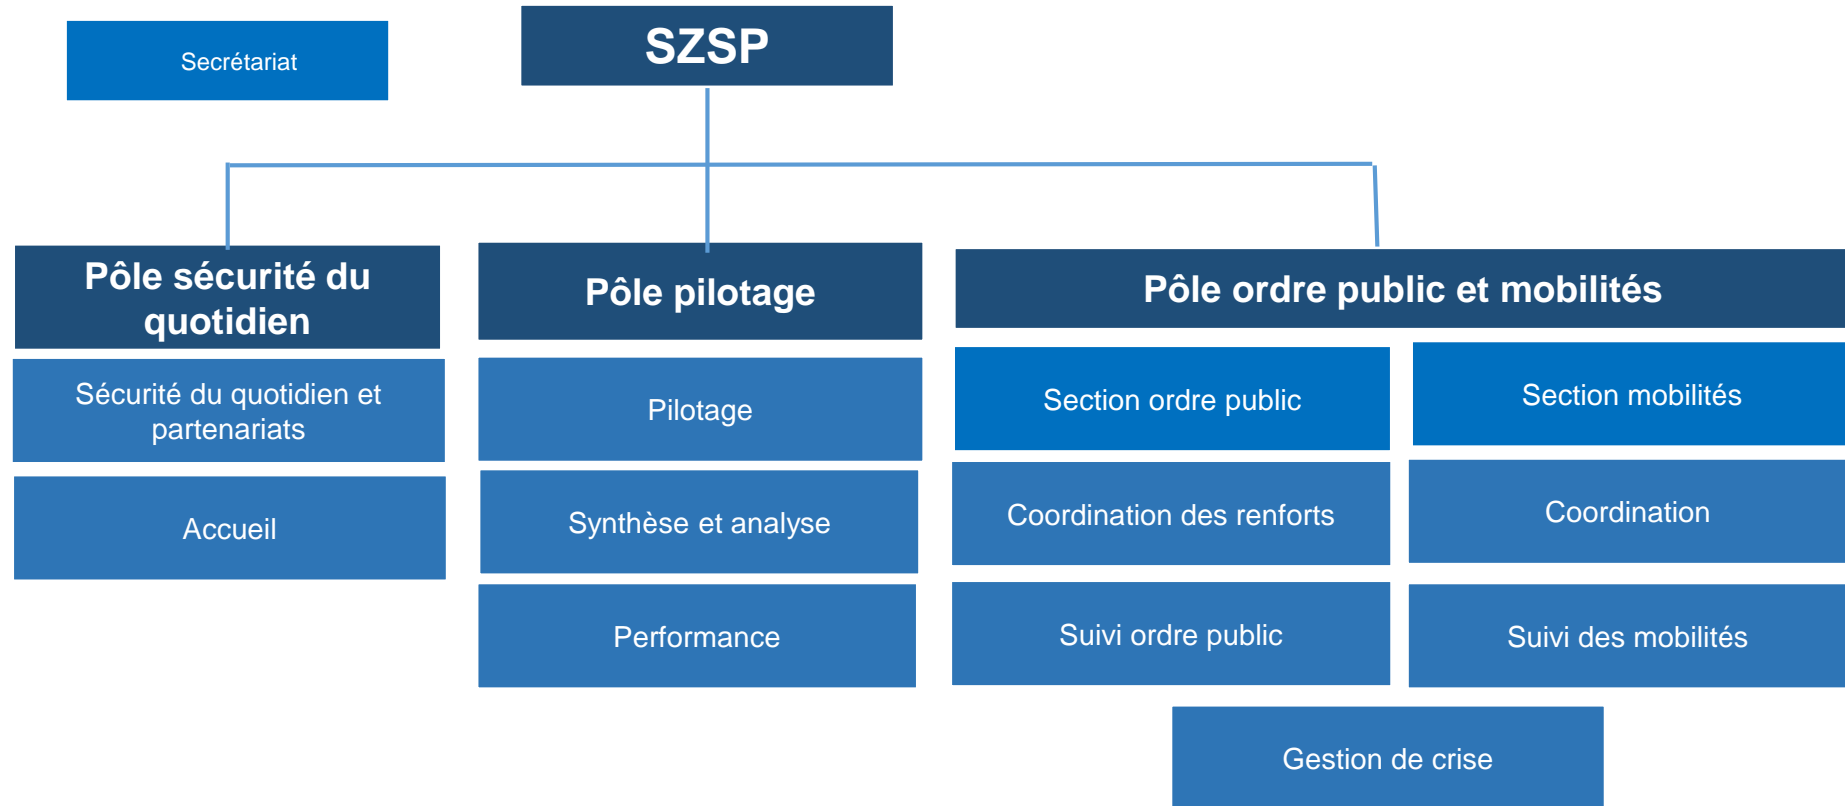 Secrétariat
SZSP
Pôle sécurité du
quotidien
Pôle pilotage
Pôle ordre public et mobilités
Sécurité du quotidien et
partenariats
Accueil
Pilotage
Synthèse et analyse
Performance
Section ordre public
Section mobilités
Coordination des renforts
Coordination
Suivi ordre public
Suivi des mobilités
Gestion de crise